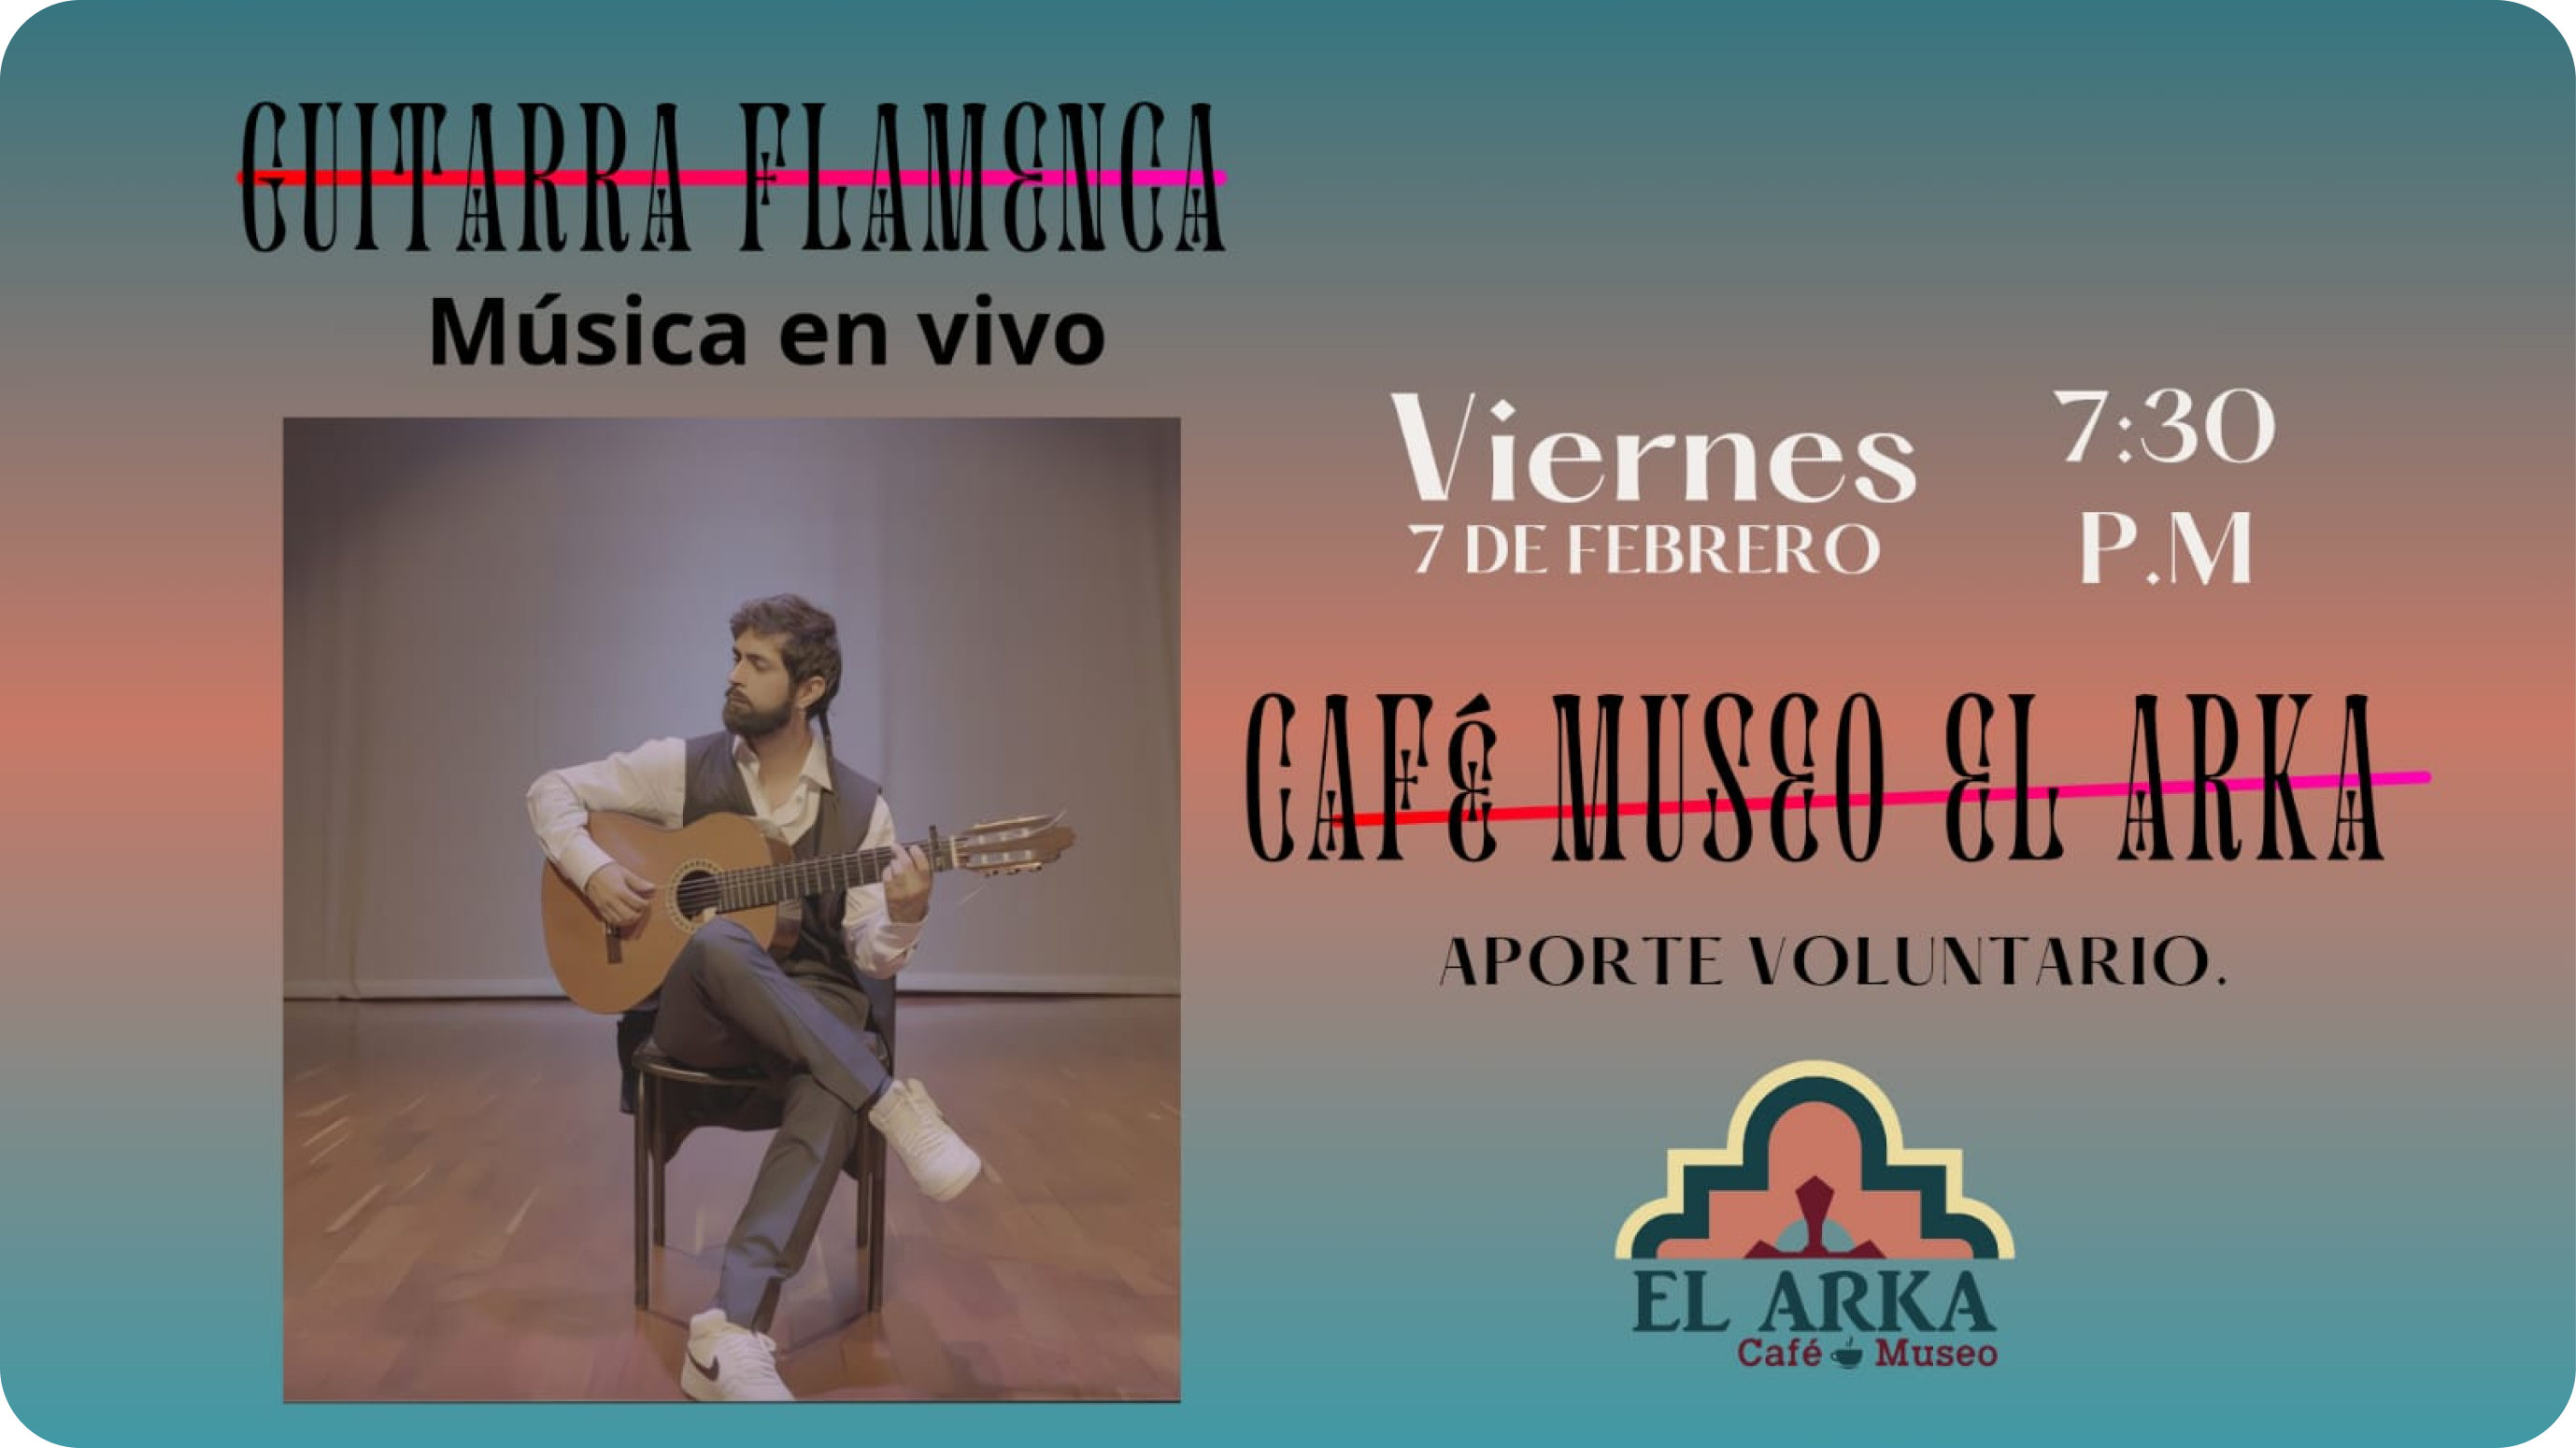 GUITARRA FLAMENCA
Música en vivo
Viernes
7 DE FEBRERO
7:30
P.M
CAFé MUSEO EL ARKA
APORTE VOLUNTARIO.
EL ARKA
Café Museo